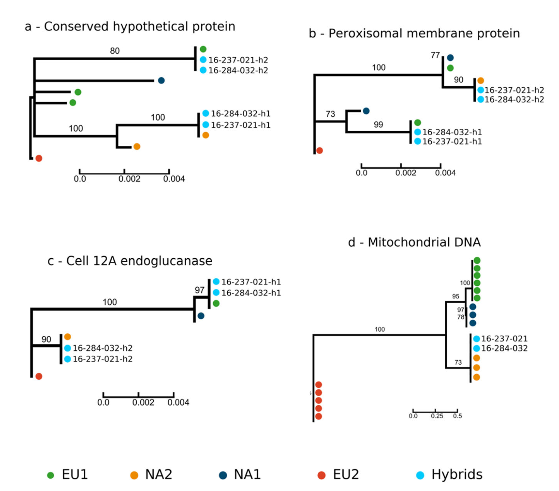 a - Conserved hypothetical protein
80
16-237-021-h2
16-284-032-h2
16-284-032-h1
100
100
16-237-021-h1
0.0 0.002 0.004
b - Peroxisomal membrane protein
77
100
90
16-237-021-h2
16-284-032-h2
73
99
16-284-032-h1
16-237-021-h1
0.0 0.002 0.004
c - Cell 12A endoglucanase
16-237-021-h1
97
16-284-032-h1
100
90
16-284-032-h2
16-237-021-h2
0.0 0.002 0.004
d - Mitochondrial DNA
100
95
97
78
100
16-237-021
16-284-032
73
0.0 0.25 0.5
EU1 NA2 NA1 EU2 Hybrids